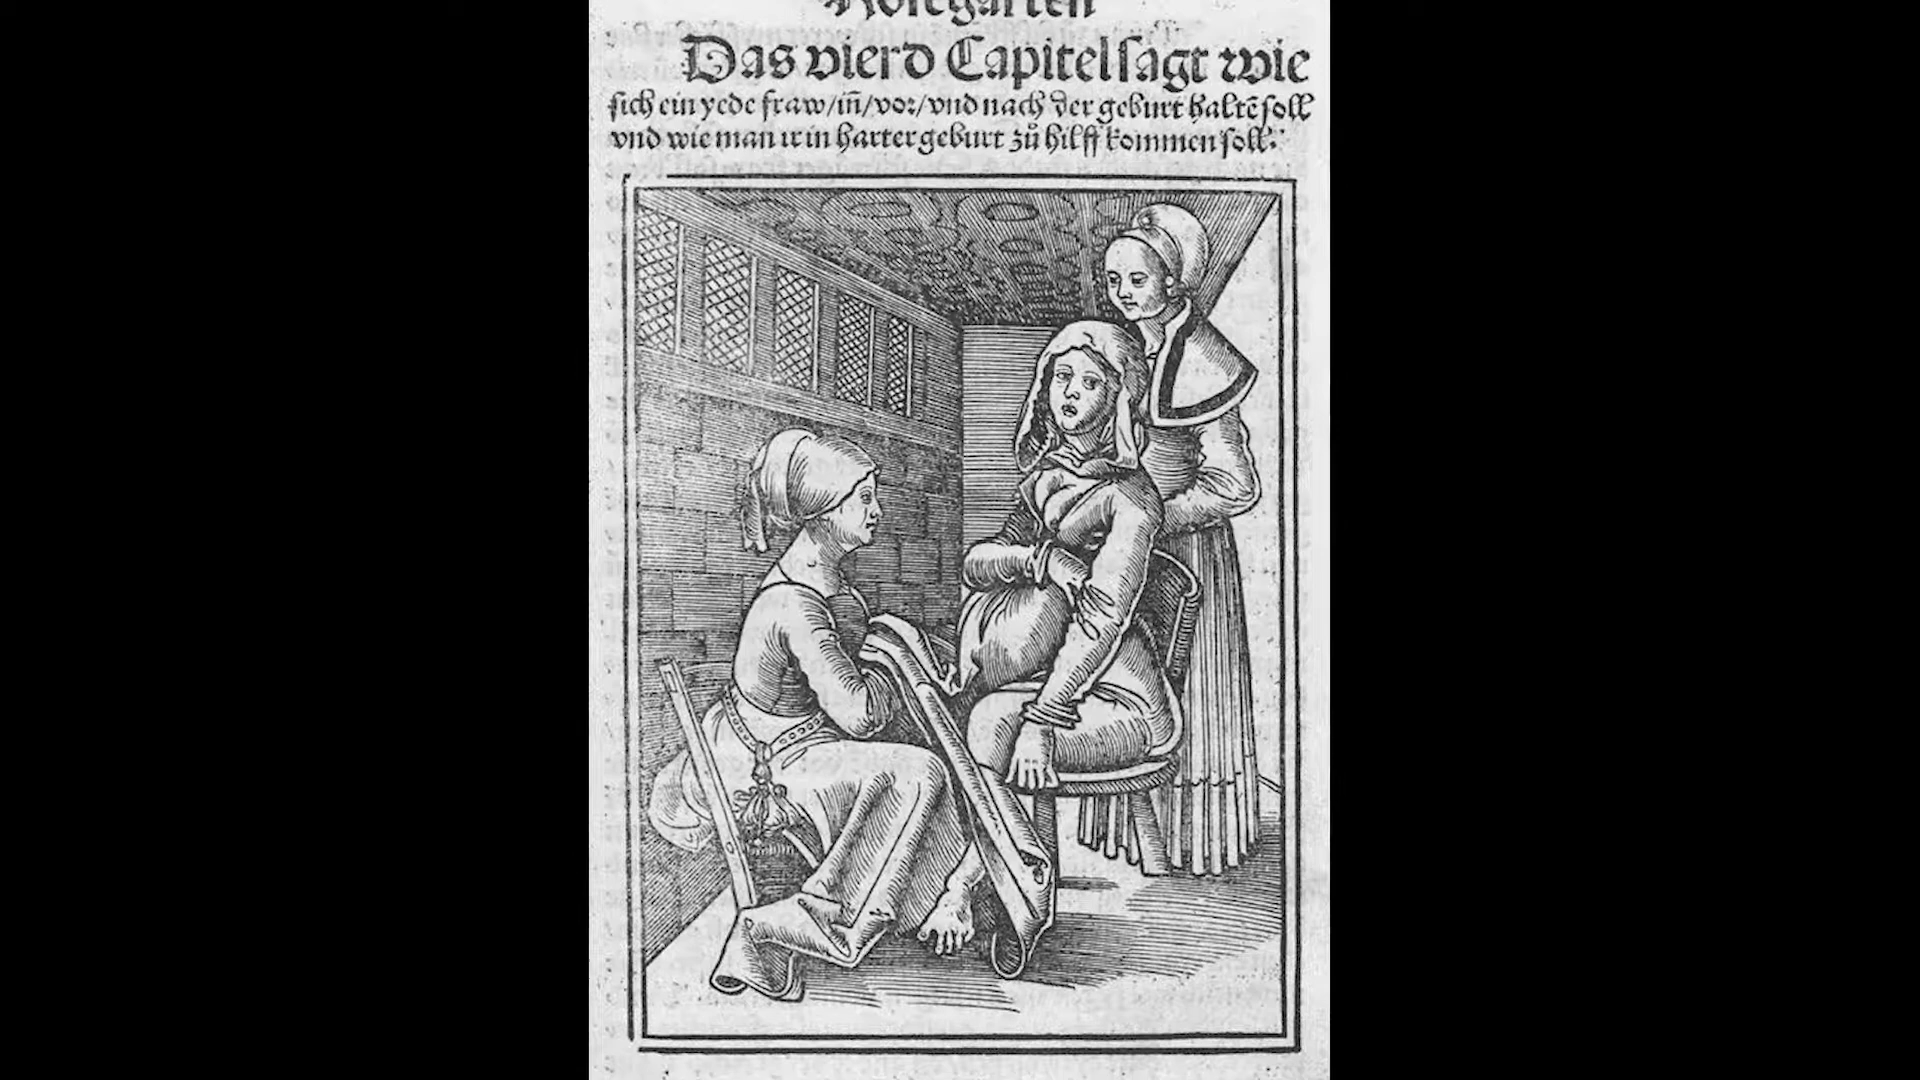 Rosegarten
Das vierd Capitel sagt wie
sich ein yede fraw/in̄/vor/vnd nach der geburt haltē soll
vnd wie man ir in harter geburt zů hilff kommen soll: